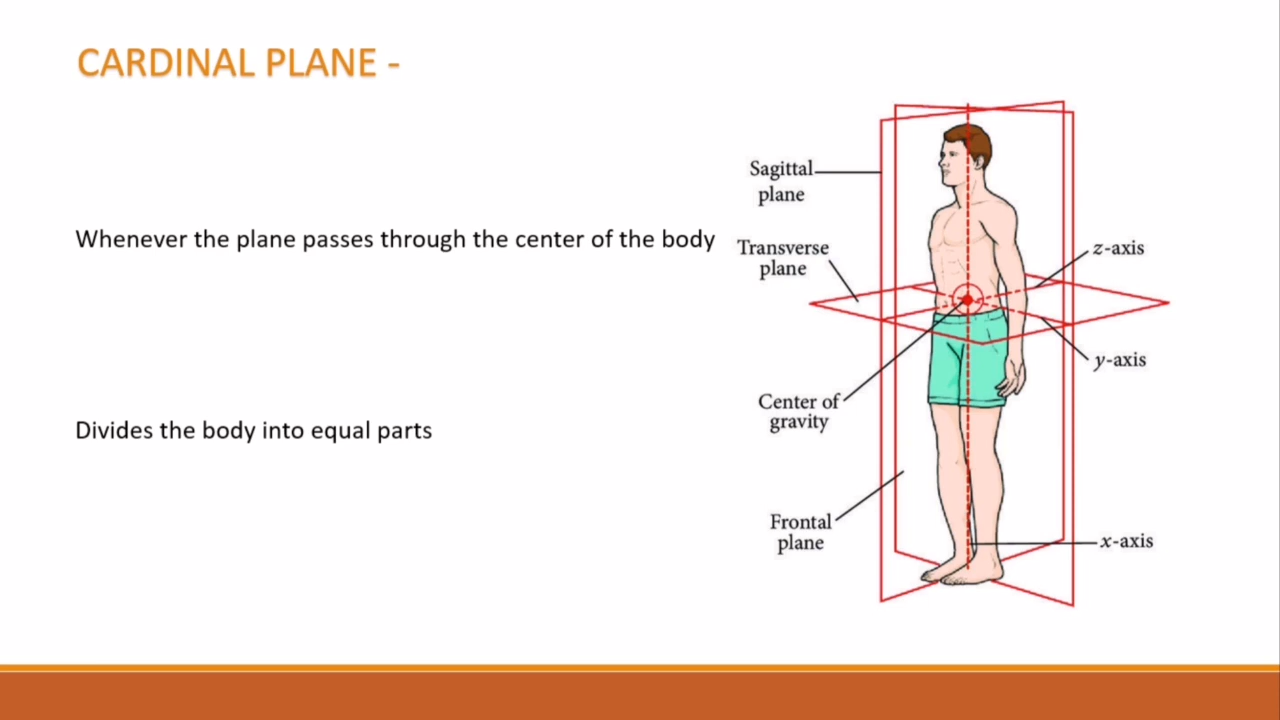 CARDINAL PLANE -
Whenever the plane passes through the center of the body
Divides the body into equal parts
Sagittal
plane
Transverse
plane
z-axis
y-axis
Center of
gravity
Frontal
plane
x-axis